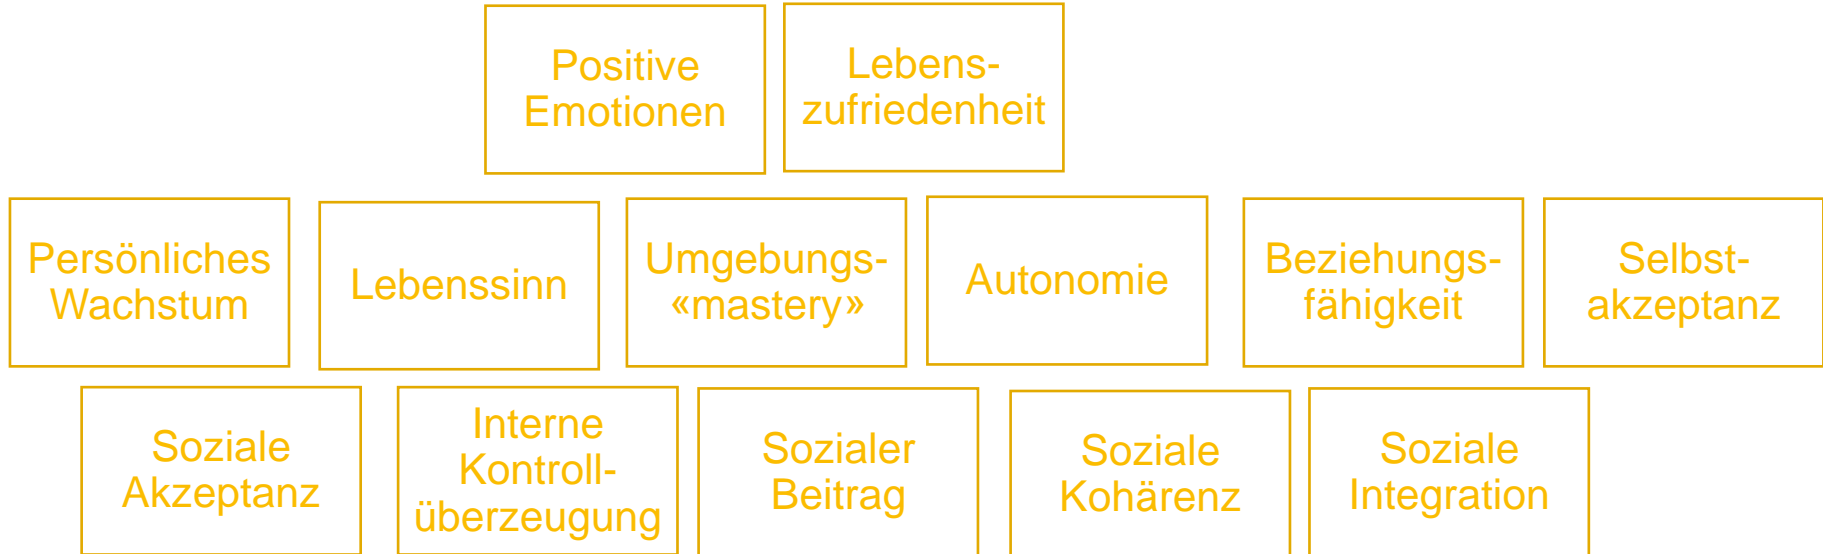 Positive
Emotionen
Lebens-
zufriedenheit
Persönliches
Wachstum
Lebenssinn
Umgebungs-
«mastery»
Autonomie
Beziehungs-
fähigkeit
Selbst-
akzeptanz
Soziale
Akzeptanz
Interne
Kontroll-
überzeugung
Sozialer
Beitrag
Soziale
Kohärenz
Soziale
Integration